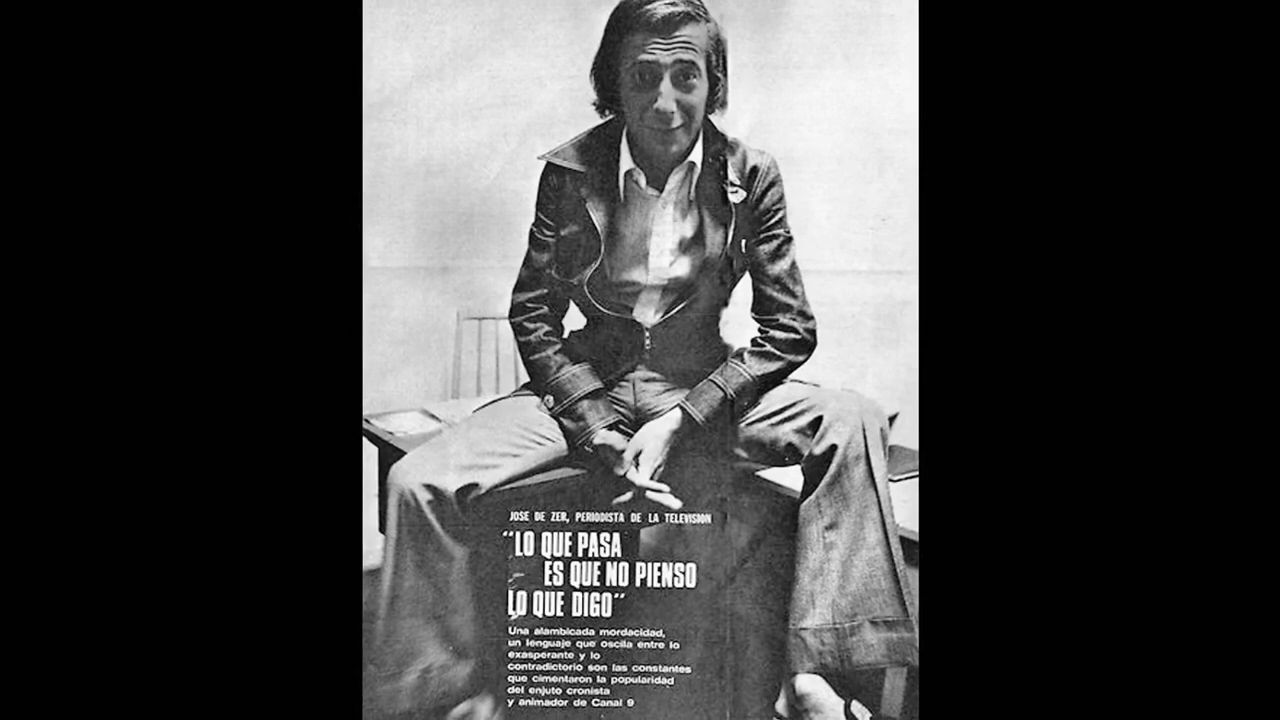 JOSE DE ZER, PERIODISTA DE LA TELEVISION
"LO QUE PASA
ES QUE NO PIENSO
LO QUE DIGO"
Una alambicada mordacidad,
un lenguaje que oscila entre lo
exasperante y lo
contradictorio son las constantes
que cimentaron la popularidad
del enjuto cronista
y animador de Canal 9